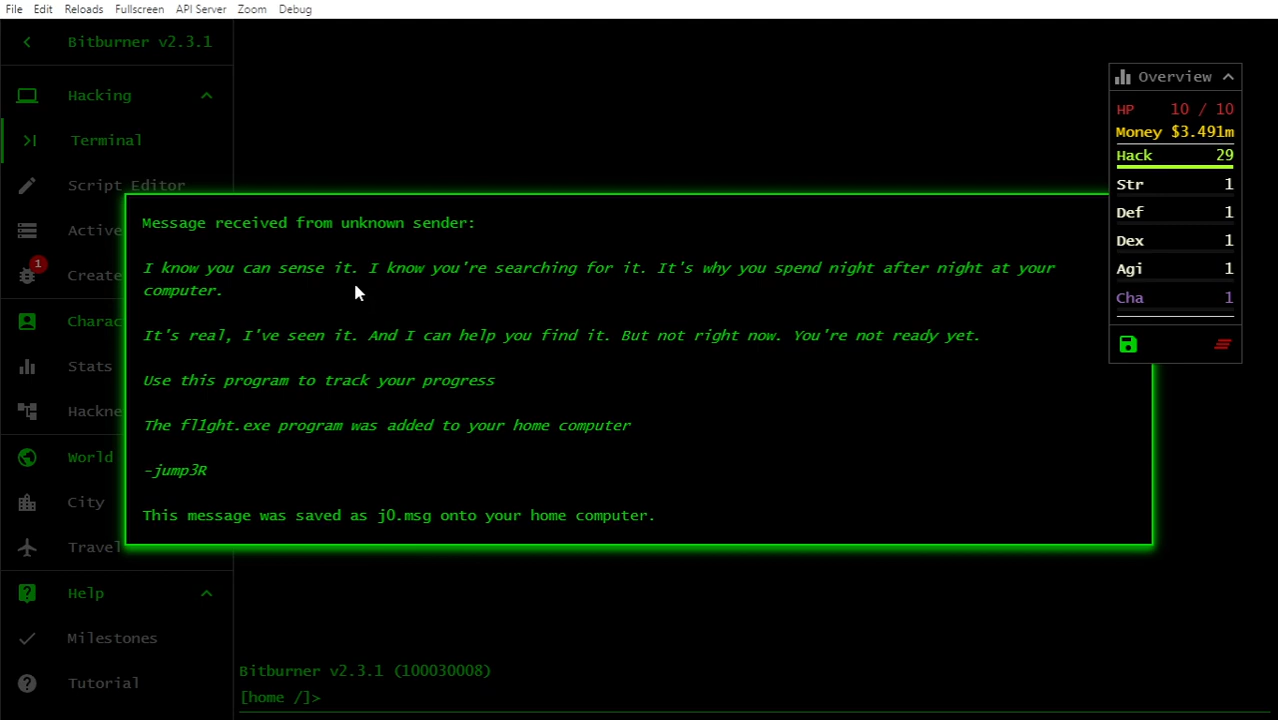 File Edit Reloads Fullscreen API Server Zoom Debug
Bitburner v2.3.1
Hacking
Terminal
Script Editor
Active
1
Create
Charac
Stats
Hackne
World
City
Travel
Help
Milestones
Tutorial
Message received from unknown sender:
I know you can sense it. I know you're searching for it. It's why you spend night after night at your
computer.
It's real, I've seen it. And I can help you find it. But not right now. You're not ready yet.
Use this program to track your progress
The fl1ght.exe program was added to your home computer
-jump3R
This message was saved as j0.msg onto your home computer.
Bitburner v2.3.1 (100030008)
[home /]>
Overview
HP 10 / 10
Money $3.491m
Hack 29
Str 1
Def 1
Dex 1
Agi 1
Cha 1